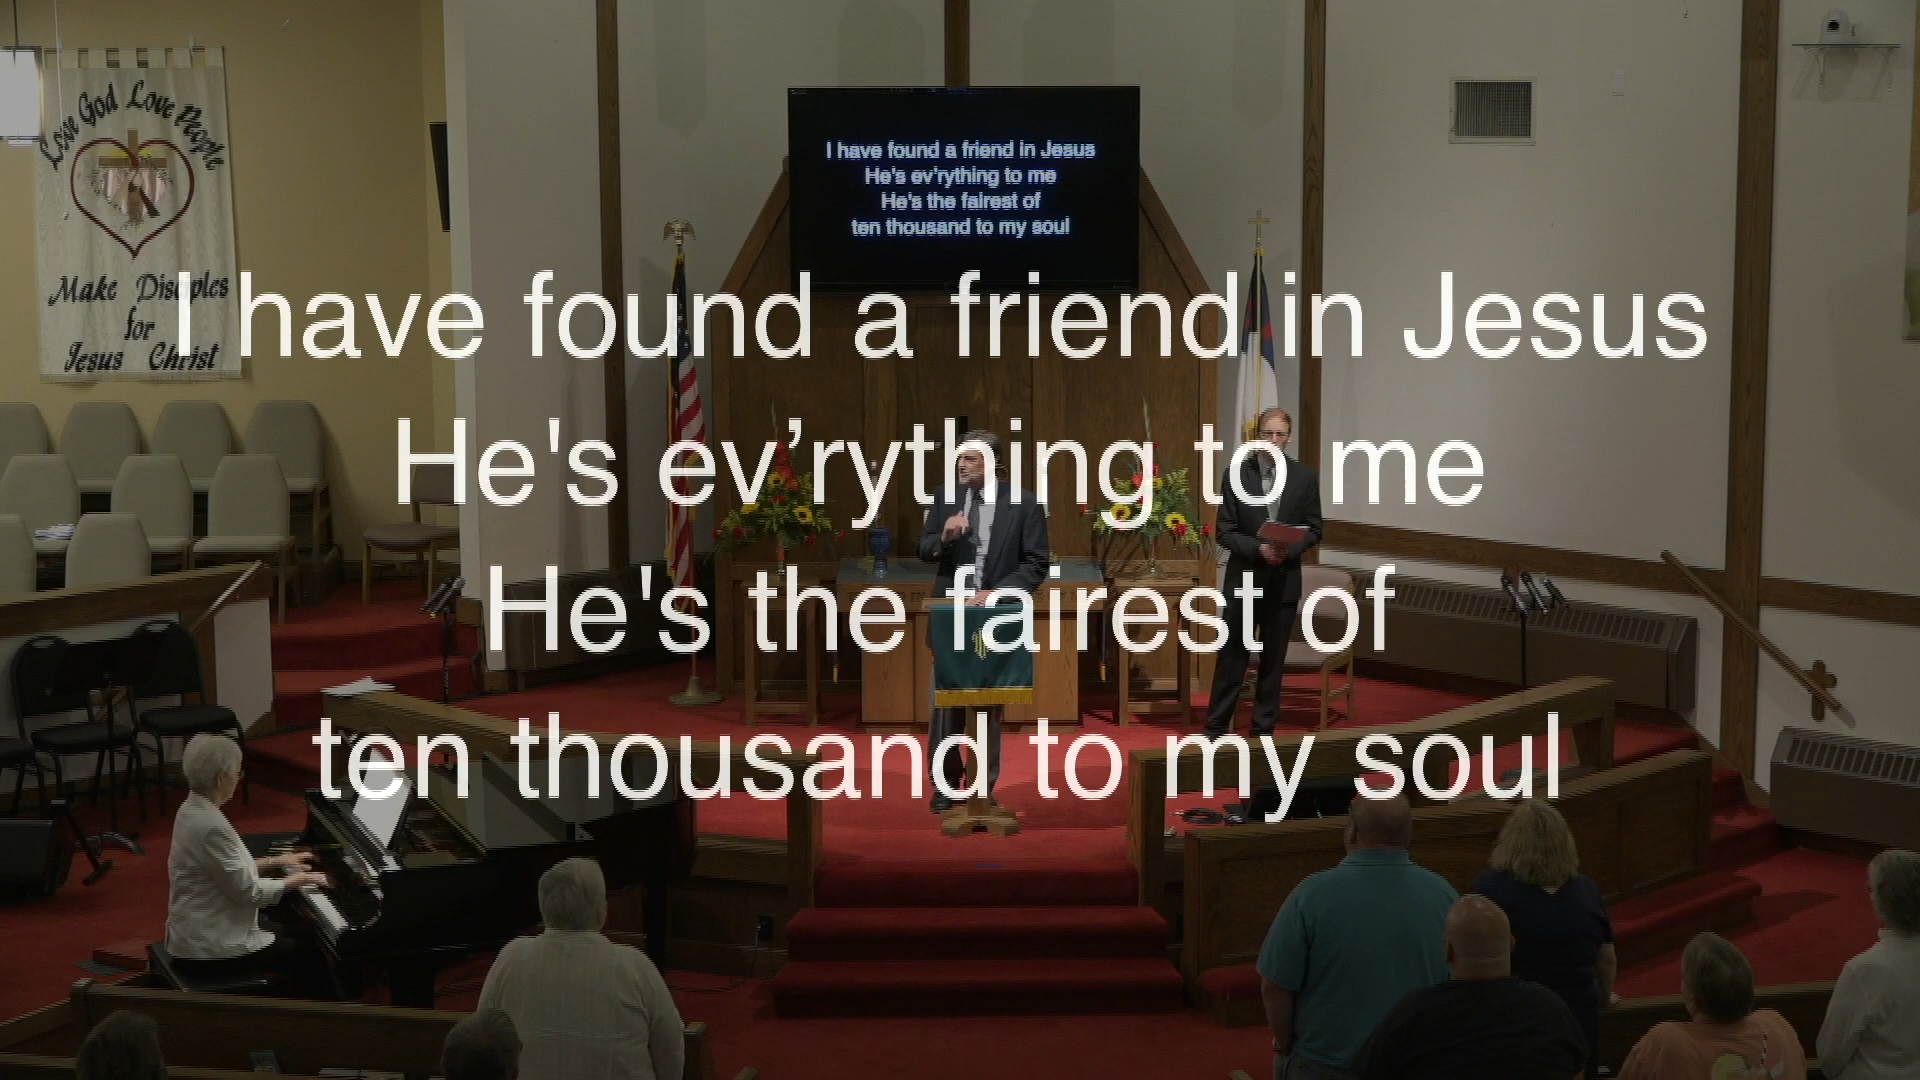 Love God Love People
Make Disciples
for
Jesus Christ
I have found a friend in Jesus
He's ev'rything to me
He's the fairest of
ten thousand to my soul
I have found a friend in Jesus
He's ev’rything to me
He's the fairest of
ten thousand to my soul